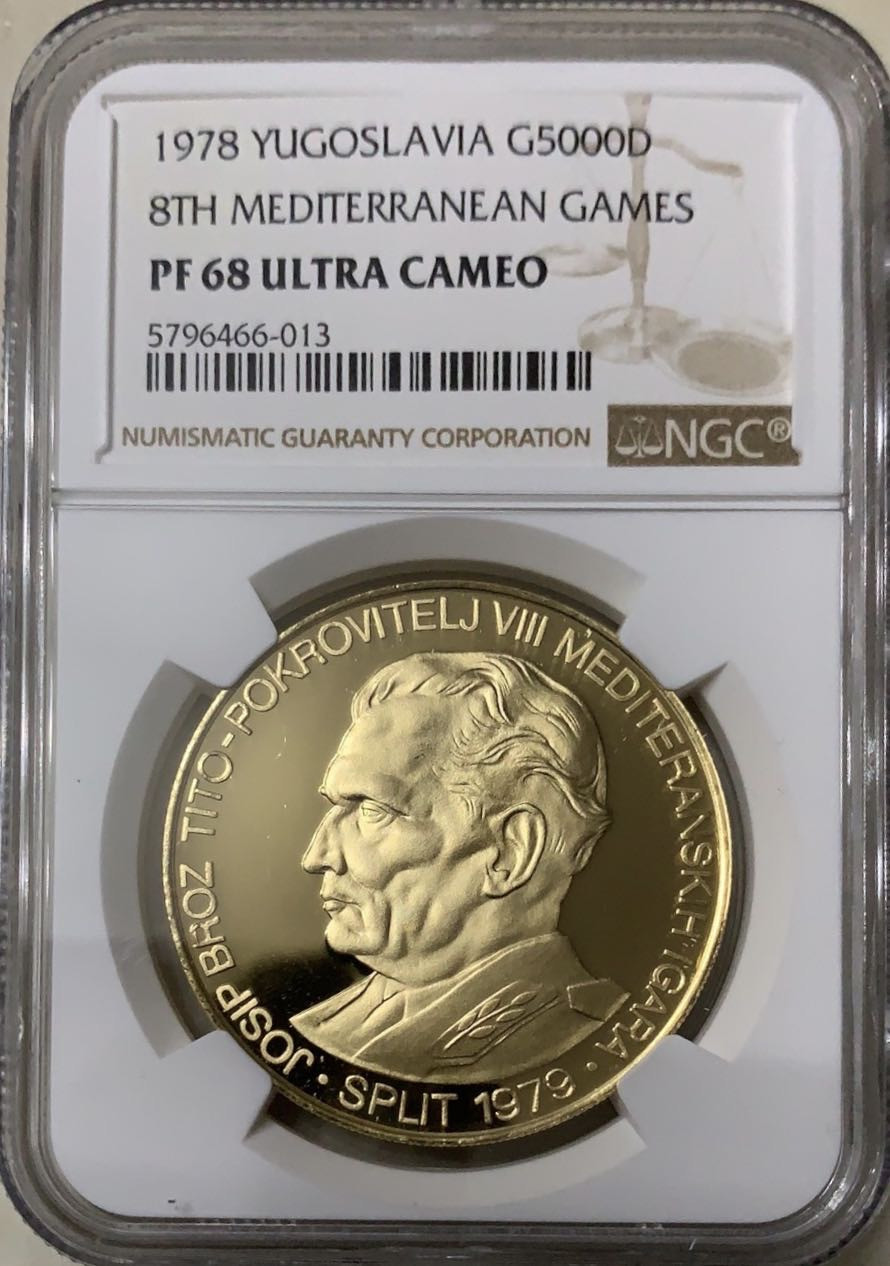 1978 YUGOSLAVIA G5000D
8TH MEDITERRANEAN GAMES
PF 68 ULTRA CAMEO
5796466-013
NUMISMATIC GUARANTY CORPORATION
NGC®
JOSIP BROZ TITO-POKROVITELJ VIII MEDITERANSKIH IGARA
· SPLIT 1979 ·